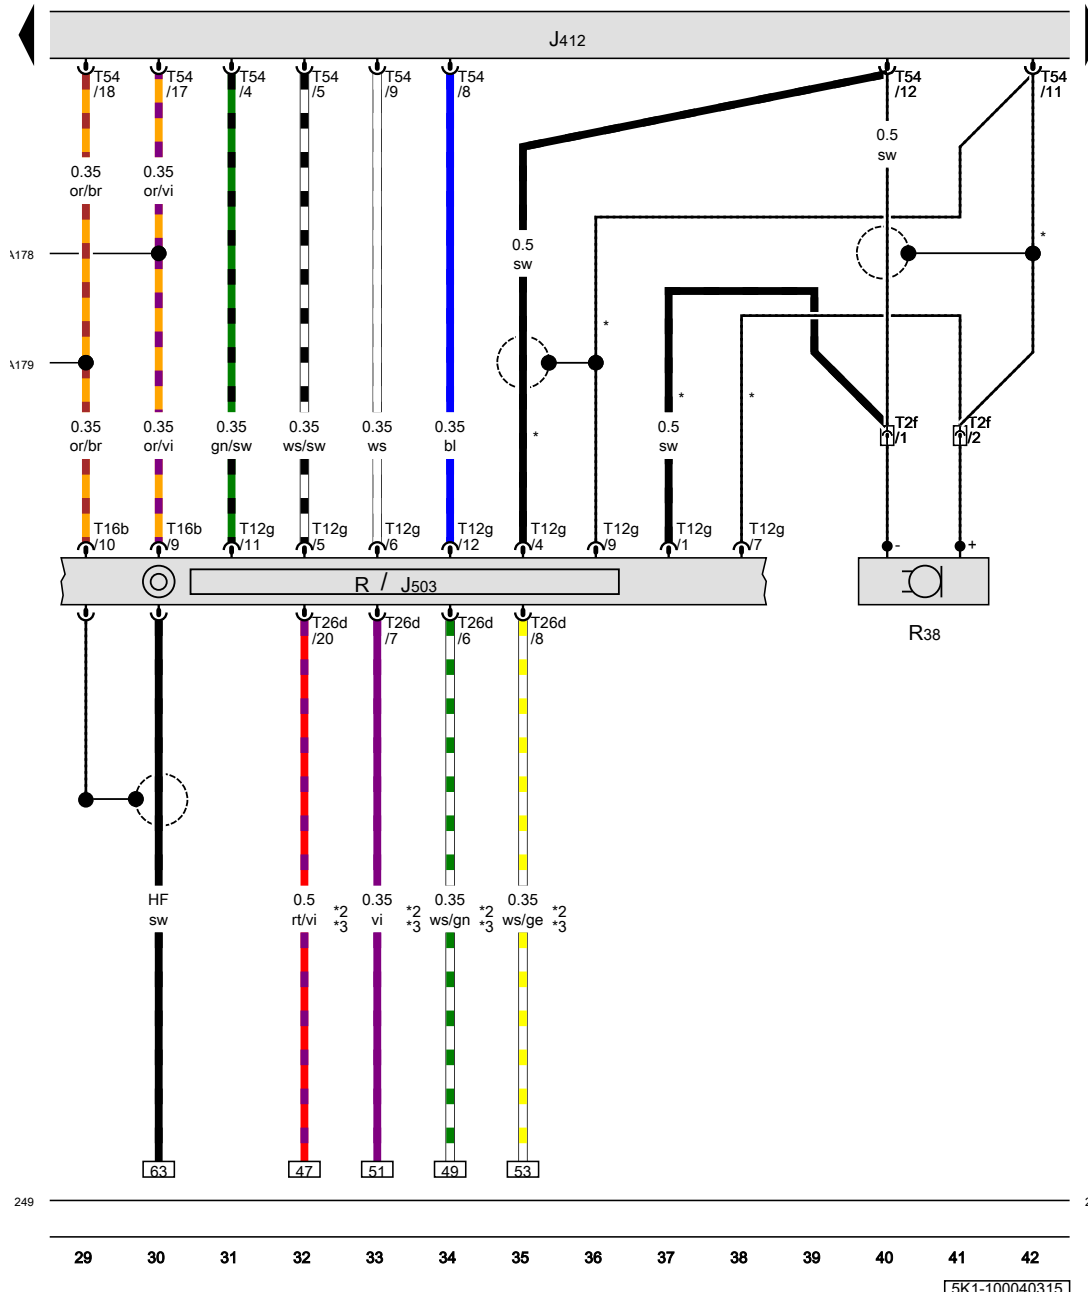 J412
T54 T54 T54 T54 T54 T54 T54 T54
/18 /17 /4 /5 /9 /8 /12 /11
0.5
sw
0.35 0.35
or/br or/vi
*
0.5
sw
A178
*
A179
* *
0.35 0.35 0.35 0.35 0.35 0.35 0.5 T2f T2f
or/br or/vi gn/sw ws/sw ws bl * sw /1 /2
T16b T16b T12g T12g T12g T12g T12g T12g T12g T12g
/10 /9 /11 /5 /6 /12 /4 /9 /1 /7 - +
R / J503
R38
T26d T26d T26d T26d
/20 /7 /6 /8
HF 0.5 0.35 0.35 0.35
sw rt/vi vi ws/gn ws/ge
*2 *2 *2 *2
*3 *3 *3 *3
63 47 51 49 53
249
29 30 31 32 33 34 35 36 37 38 39 40 41 42
5K1-100040315